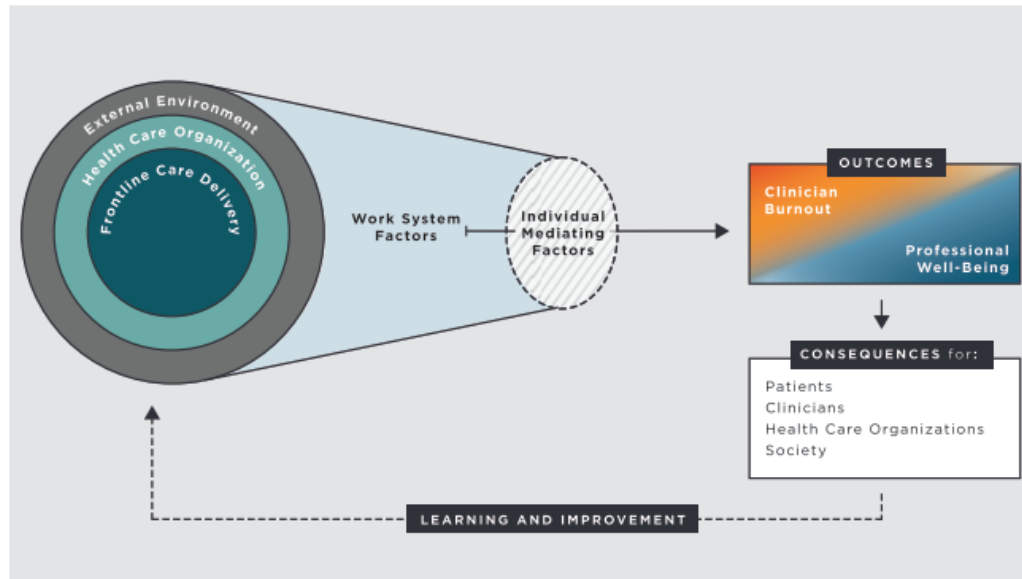 External Environment
Health Care Organization
Frontline Care Delivery
Work System
Factors
Individual
Mediating
Factors
OUTCOMES
Clinician
Burnout
Professional
Well-Being
CONSEQUENCES for:
Patients
Clinicians
Health Care Organizations
Society
LEARNING AND IMPROVEMENT